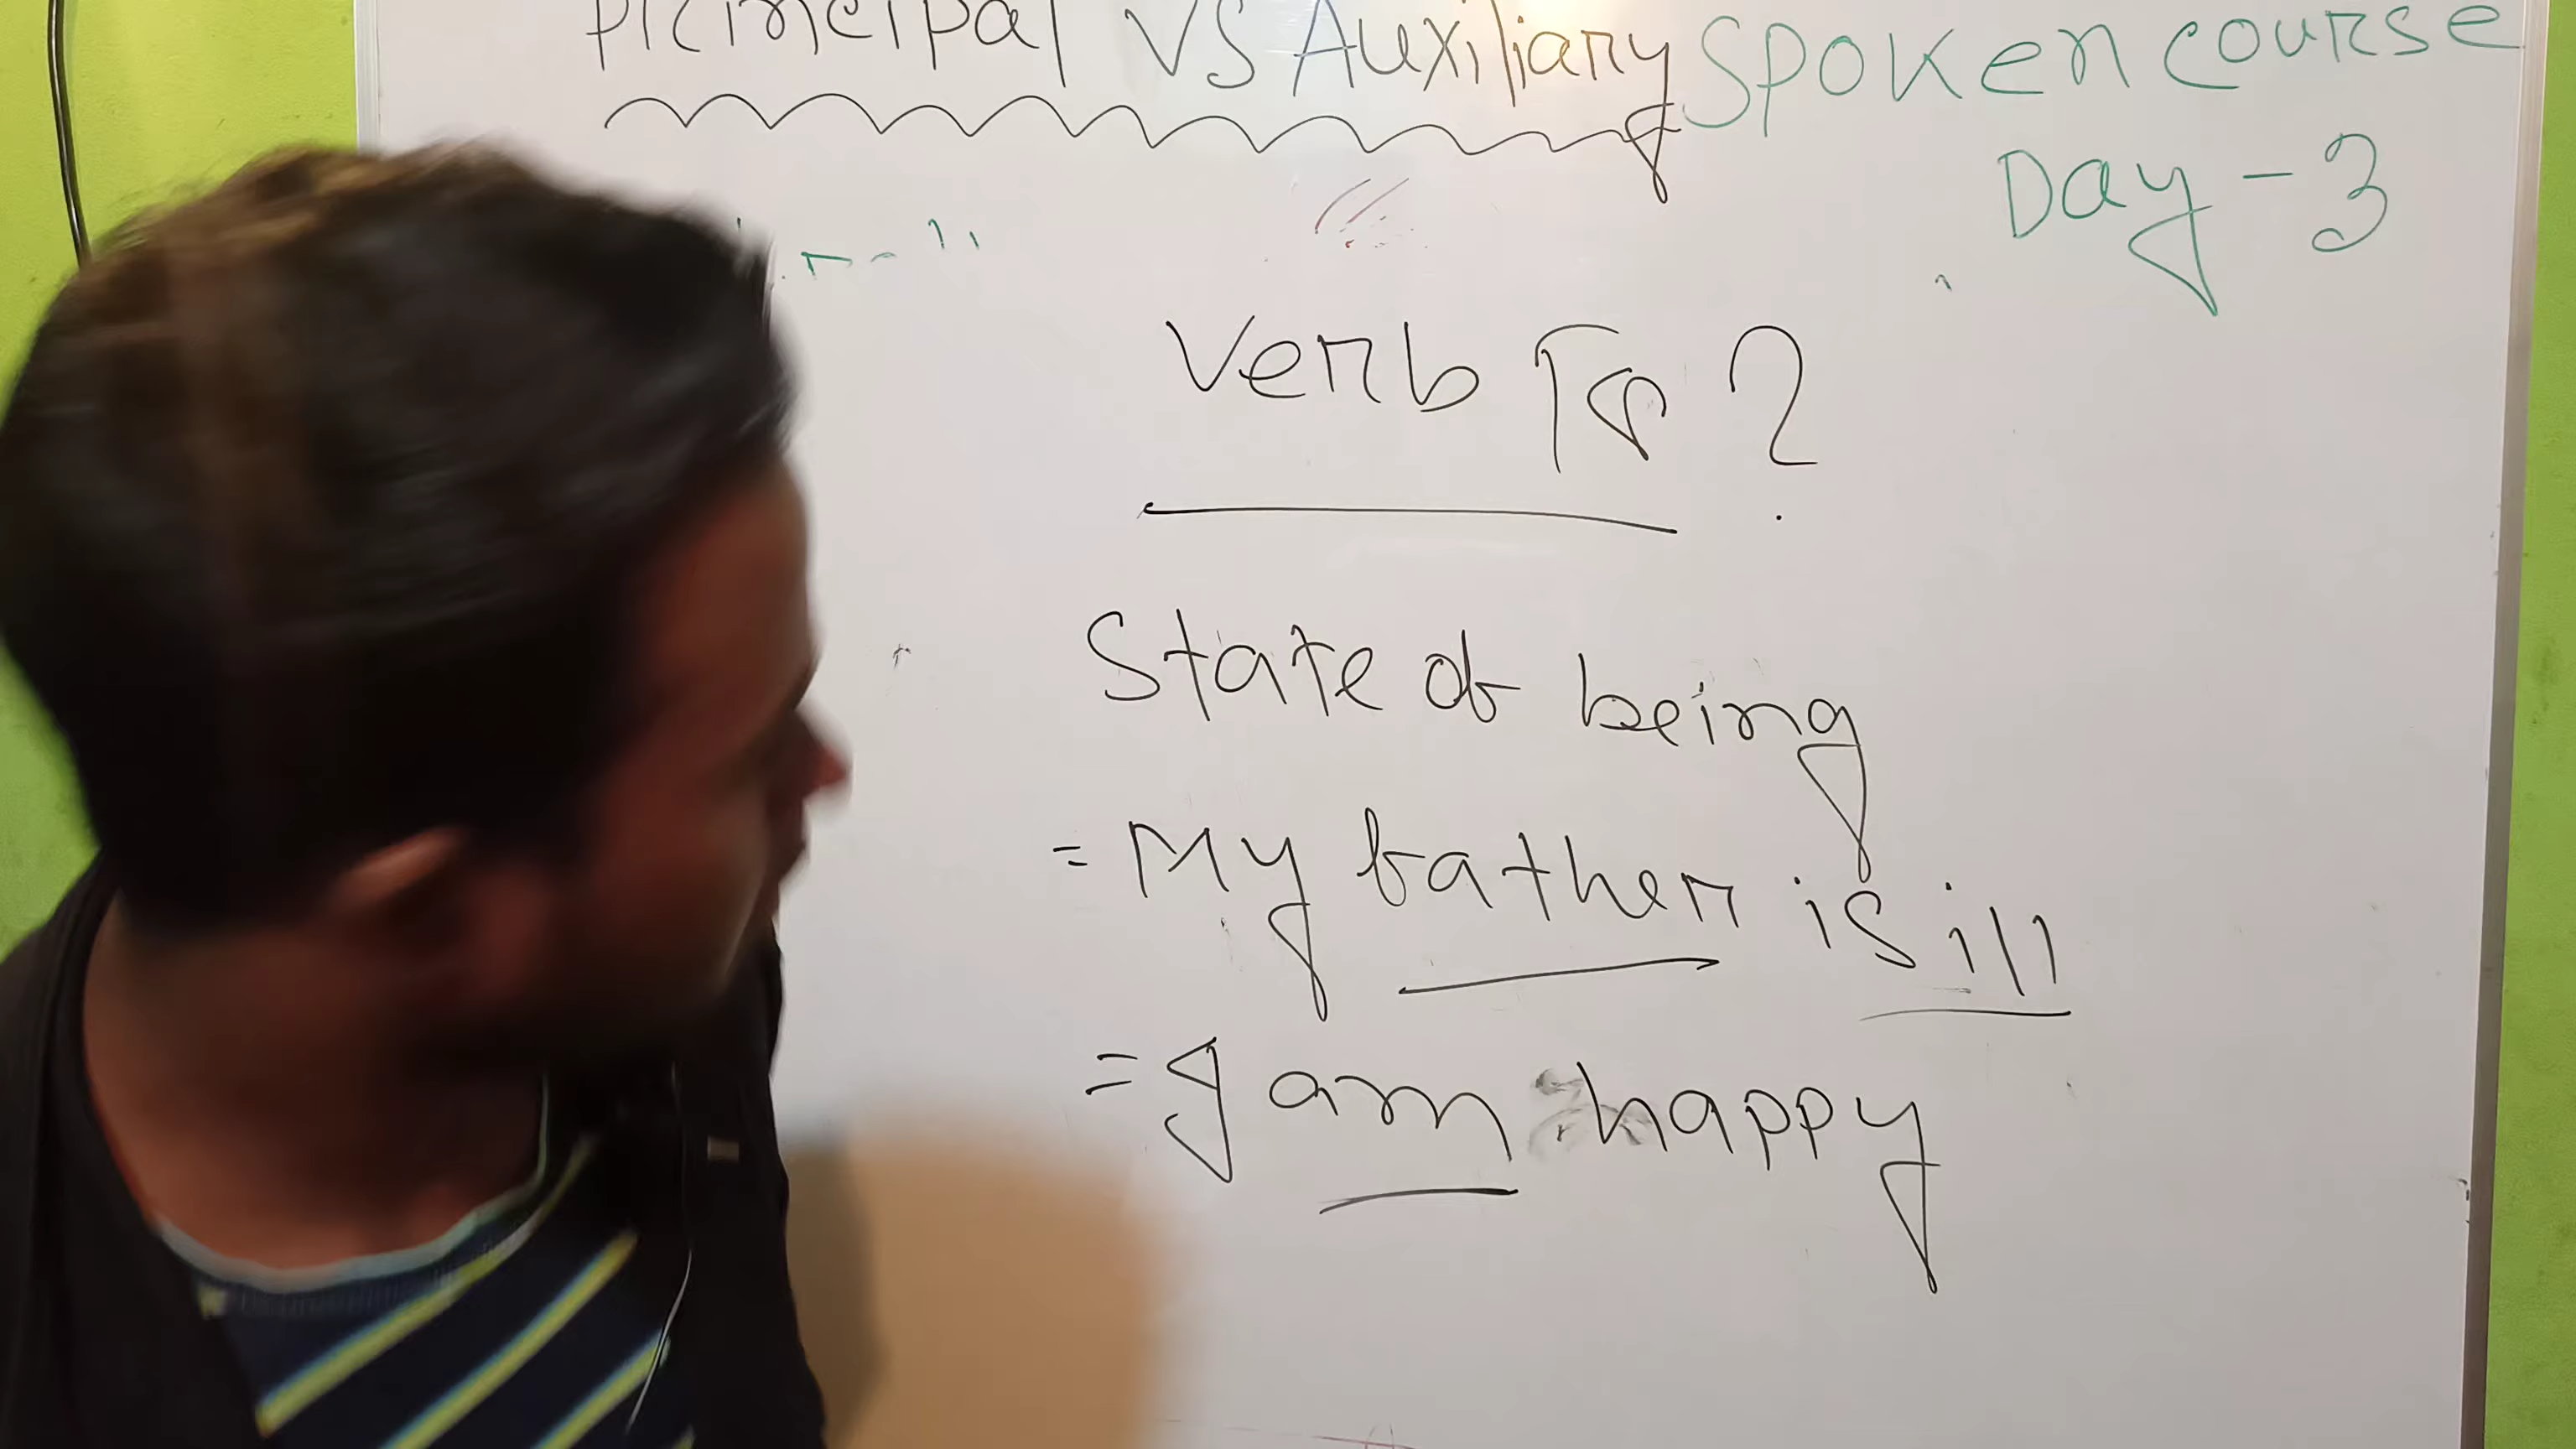 Principal VS Auxiliary
Spoken course
Day - 3
Verb কি ?
State of being
= My father is ill
= I am happy